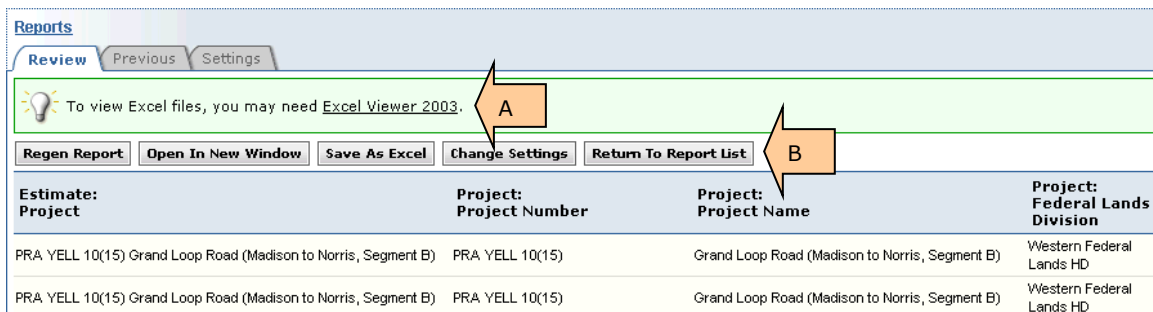 Reports
Review Previous Settings
To view Excel files, you may need Excel Viewer 2003.
A
Regen Report Open In New Window Save As Excel Change Settings Return To Report List
B
Estimate: Project: Project: Project:
Project Project Number Project Name Federal Lands
Division
PRA YELL 10(15) Grand Loop Road (Madison to Norris, Segment B) PRA YELL 10(15) Grand Loop Road (Madison to Norris, Segment B) Western Federal
Lands HD
PRA YELL 10(15) Grand Loop Road (Madison to Norris, Segment B) PRA YELL 10(15) Grand Loop Road (Madison to Norris, Segment B) Western Federal
Lands HD